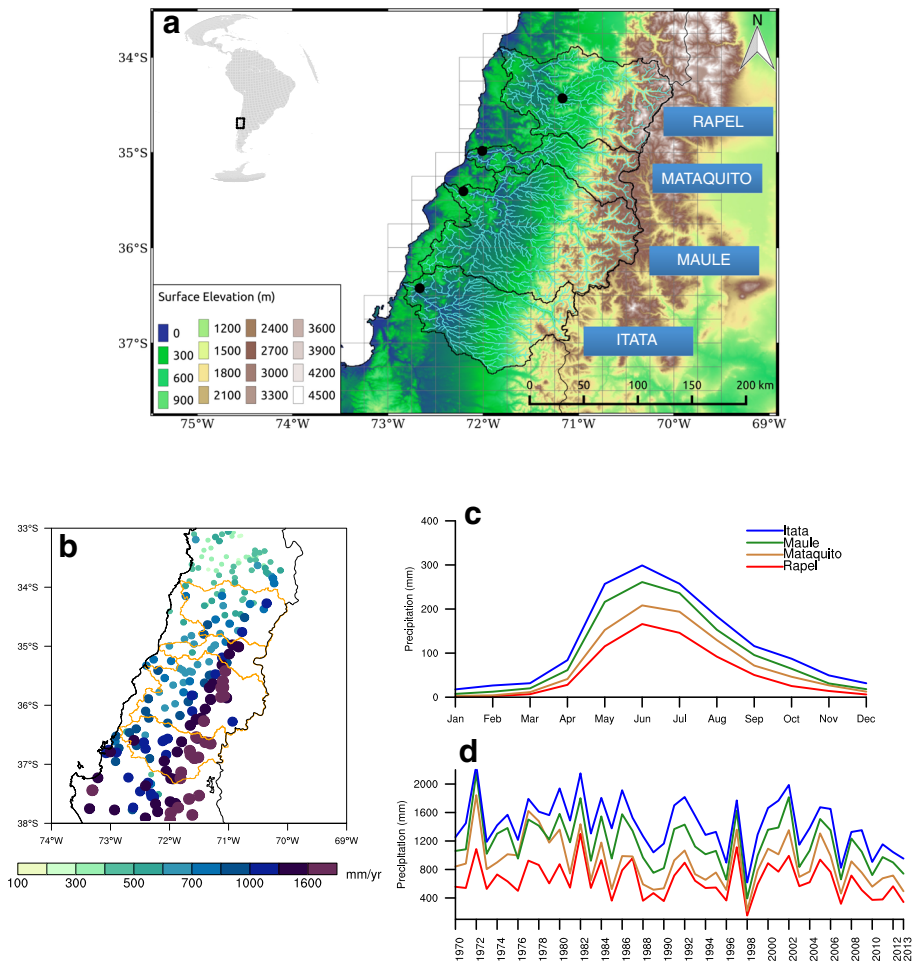 a
N
34°S
35°S
36°S
37°S
RAPEL
MATAQUITO
MAULE
ITATA
Surface Elevation (m)
0 1200 2400 3600
300 1500 2700 3900
600 1800 3000 4200
900 2100 3300 4500
0 50 100 150 200 km
75°W 74°W 73°W 72°W 71°W 70°W 69°W
b
33°S
34°S
35°S
36°S
37°S
38°S
74°W 73°W 72°W 71°W 70°W 69°W
100 300 500 700 1000 1600 mm/yr
c
Precipitation (mm)
400
300
200
100
0
Itata
Maule
Mataquito
Rapel
Jan Feb Mar Apr May Jun Jul Aug Sep Oct Nov Dec
d
Precipitation (mm)
2000
1600
1200
800
400
1970 1972 1974 1976 1978 1980 1982 1984 1986 1988 1990 1992 1994 1996 1998 2000 2002 2004 2006 2008 2010 2012 2013